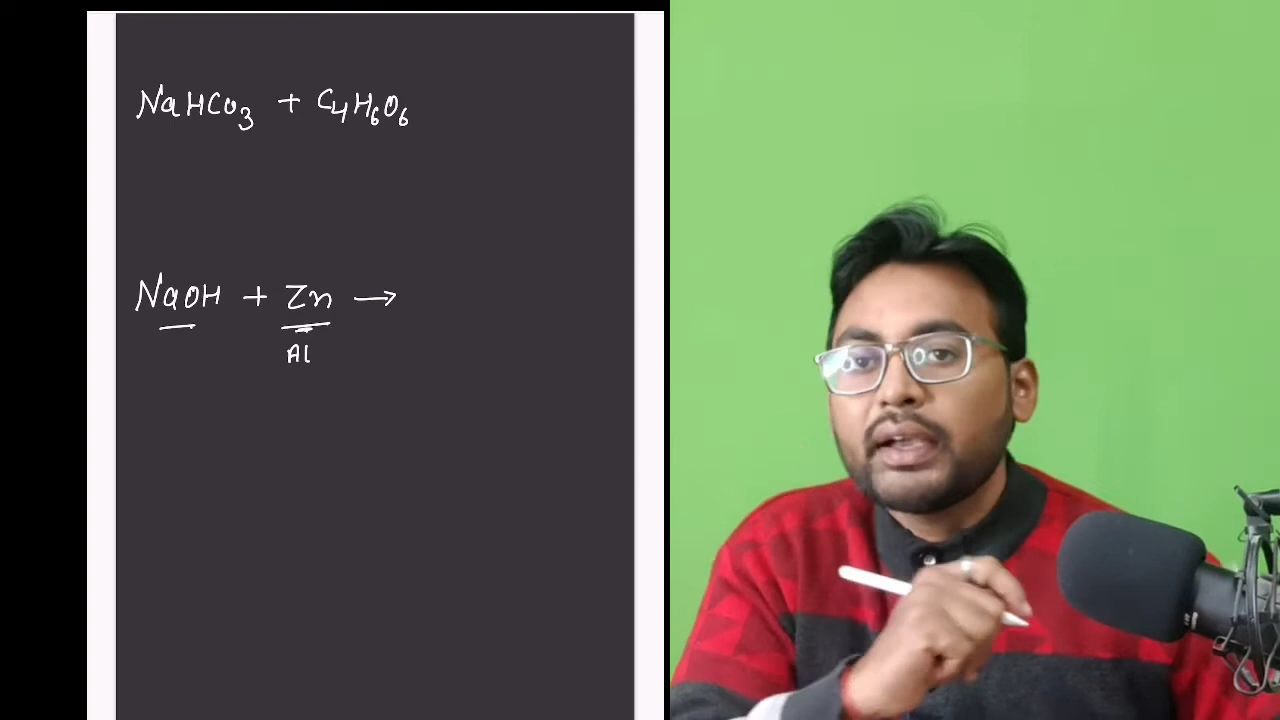 NaHCO3 + C4H6O6
NaOH + Zn →
Al